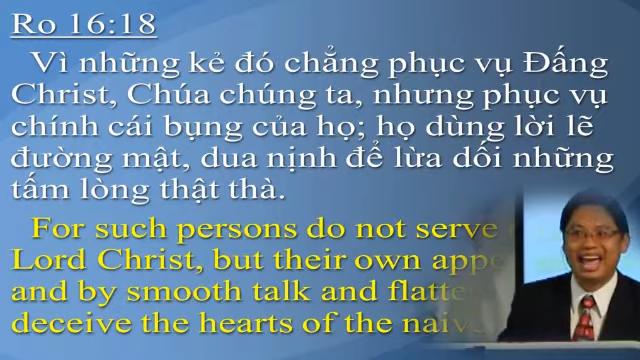 Ro 16:18
Vì những kẻ đó chẳng phục vụ Đấng
Christ, Chúa chúng ta, nhưng phục vụ
chính cái bụng của họ; họ dùng lời lẽ
đường mật, dua nịnh để lừa dối những
tấm lòng thật thà.
For such persons do not serve
Lord Christ, but their own
and by smooth talk and
deceive the hearts of the